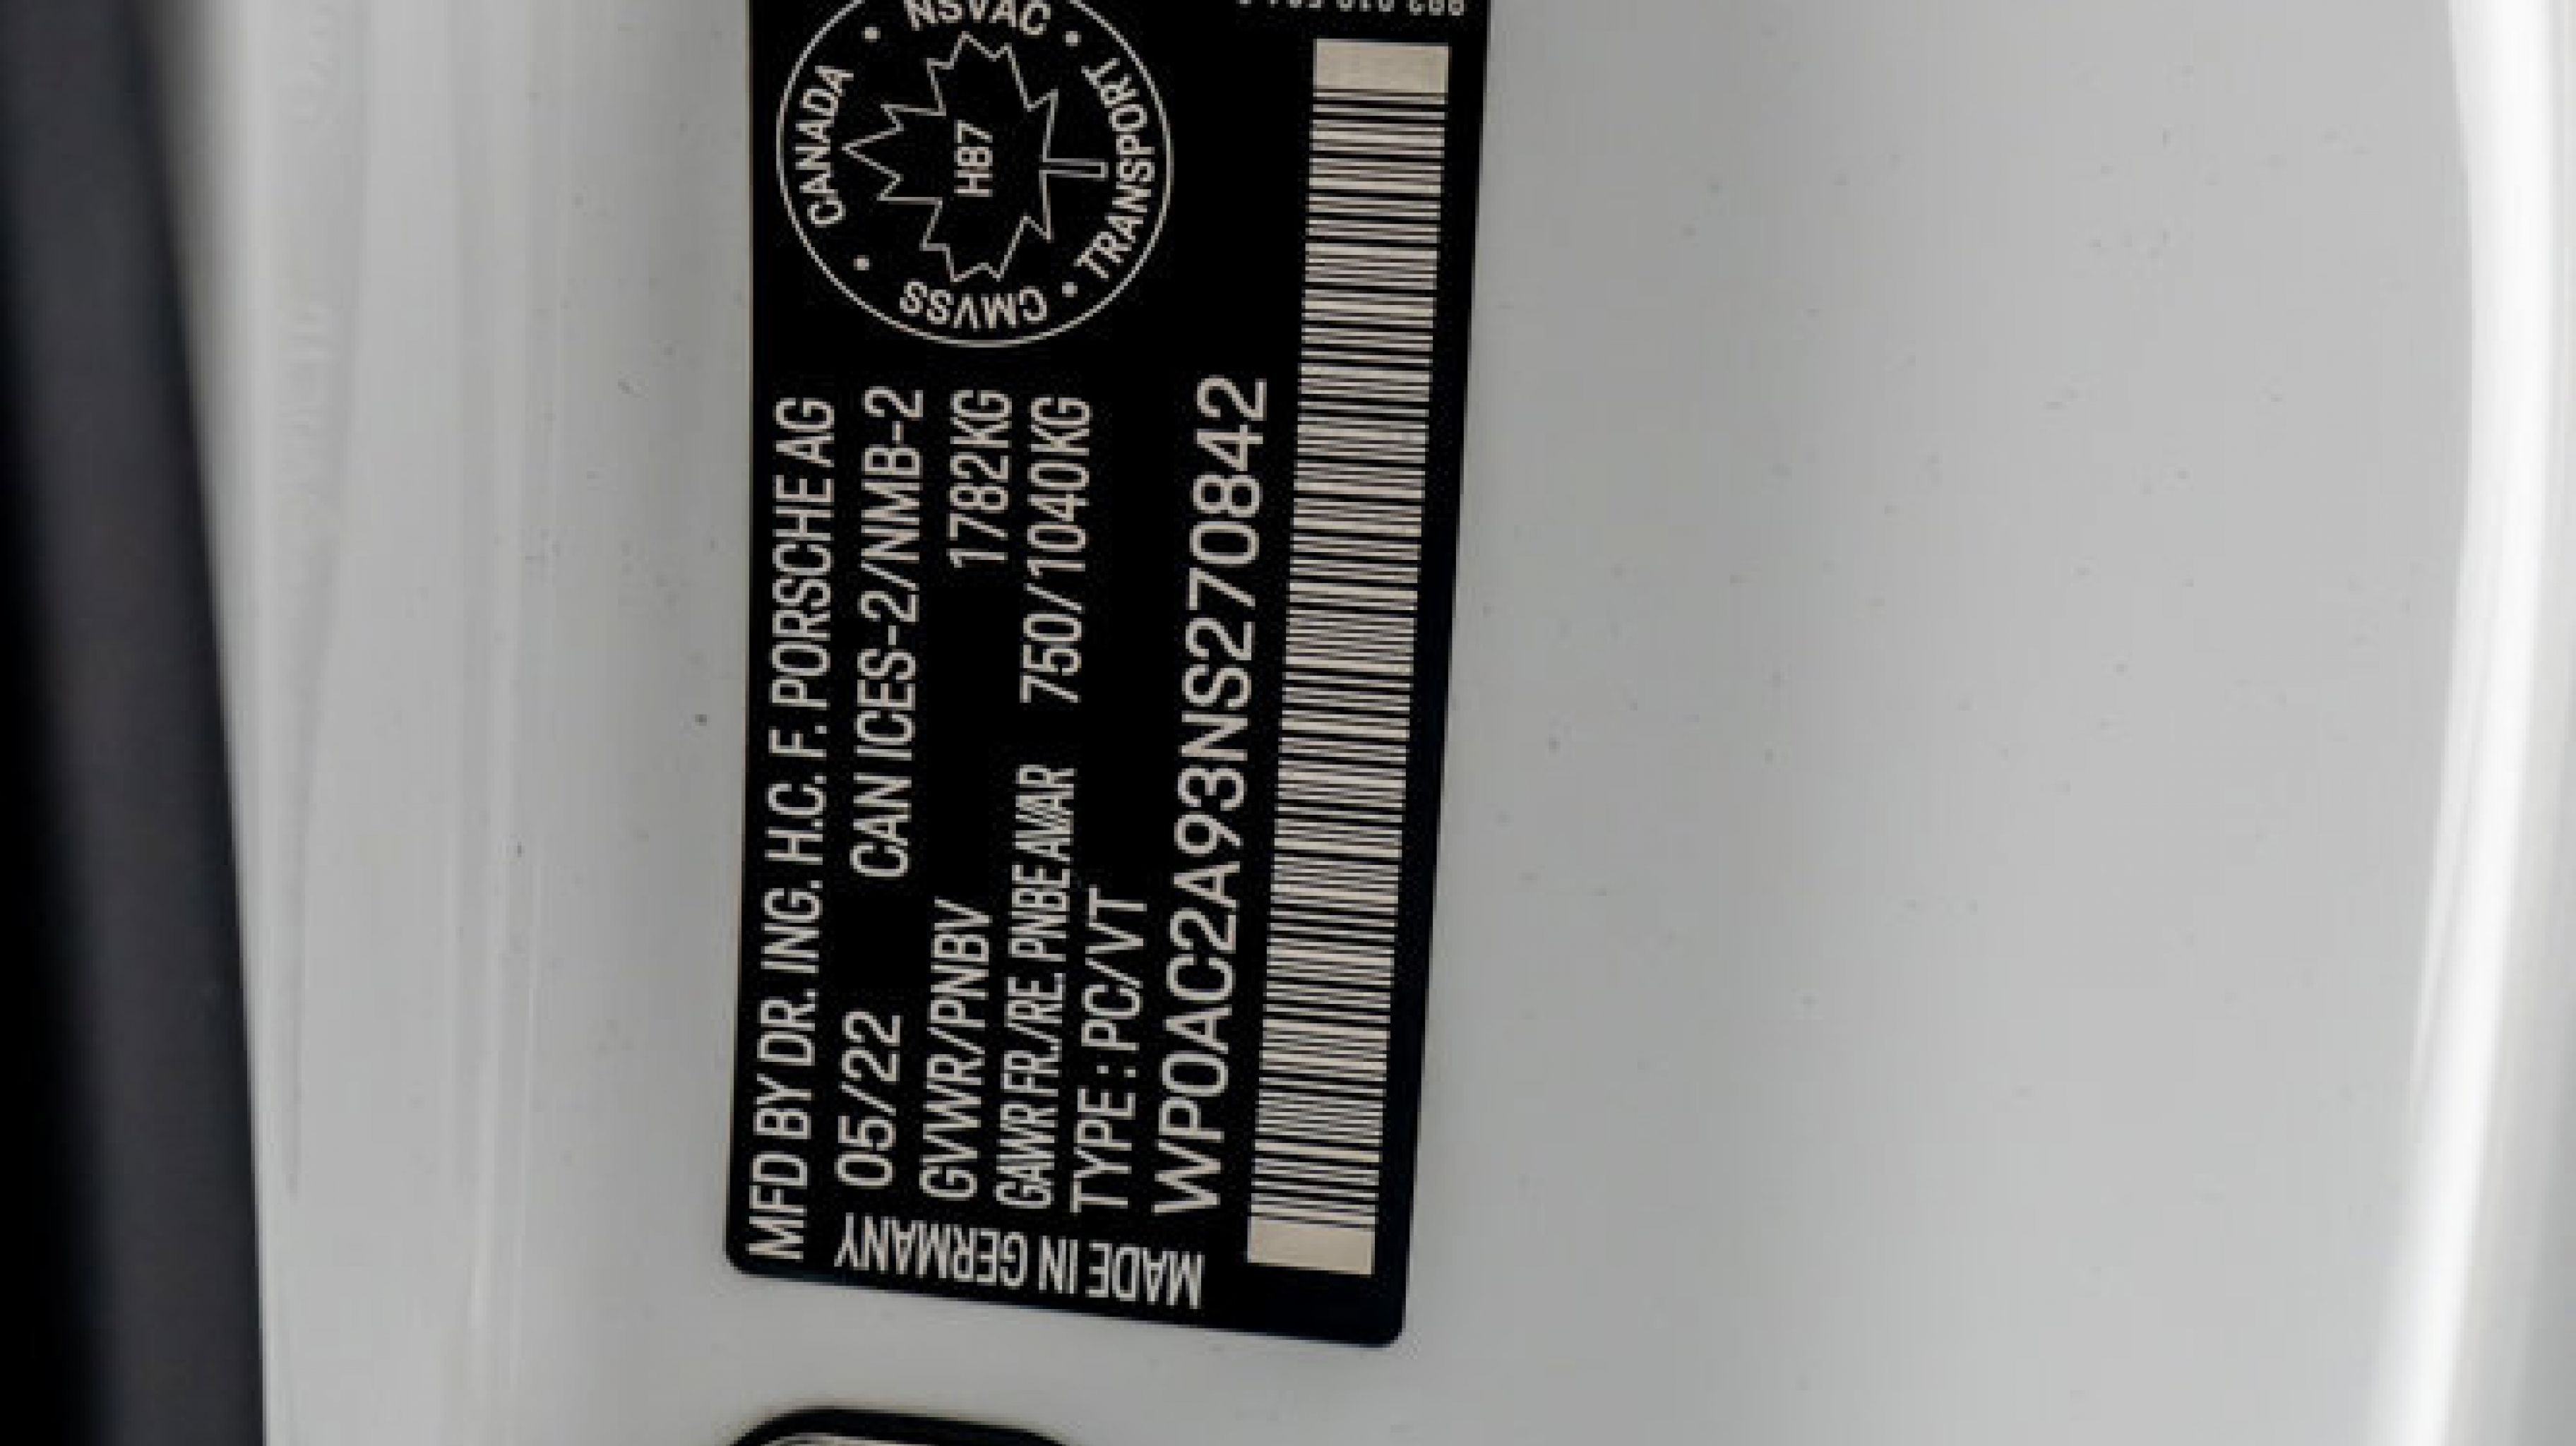 MFD BY DR. ING. H.C. F. PORSCHE AG
05/22 CAN ICES-2/NMB-2
GVWR/PNBV 1782KG
GAWR FR./RE. PNBE AV/AR 750/1040KG
TYPE : PC/VT
WP0AC2A93NS270842
MADE IN GERMANY
CANADA • NSVAC • TRANSPORT • CMVSS •
H87